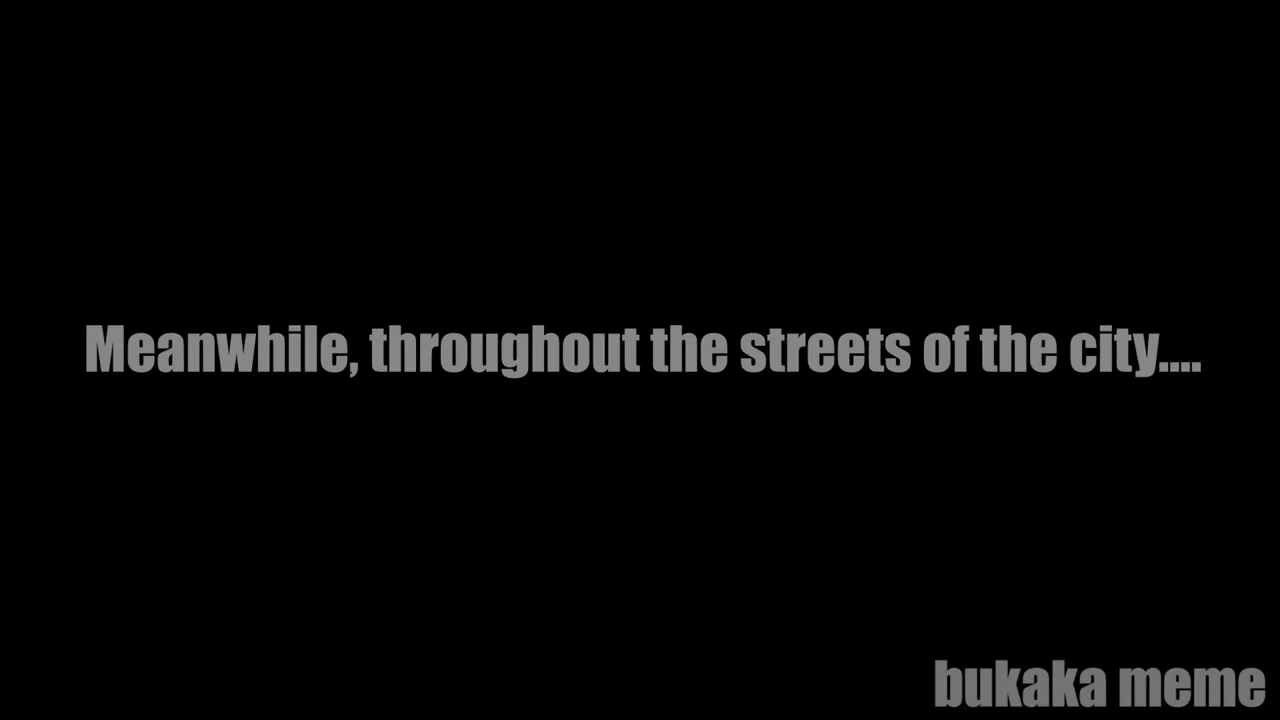 Meanwhile, throughout the streets of the city....
bukaka meme